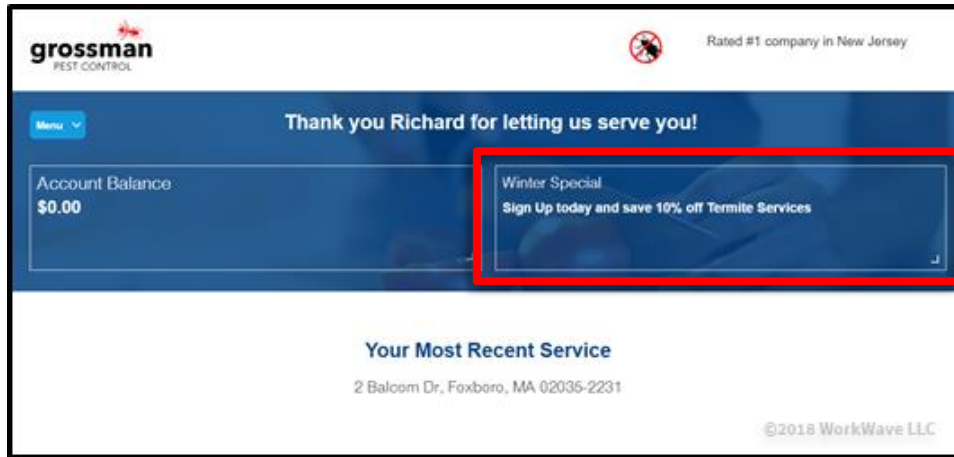 grossman
PEST CONTROL
Rated #1 company in New Jersey
Menu
Thank you Richard for letting us serve you!
Account Balance
$0.00
Winter Special
Sign Up today and save 10% off Termite Services
Your Most Recent Service
2 Balcom Dr, Foxboro, MA 02035-2231
©2018 WorkWave LLC